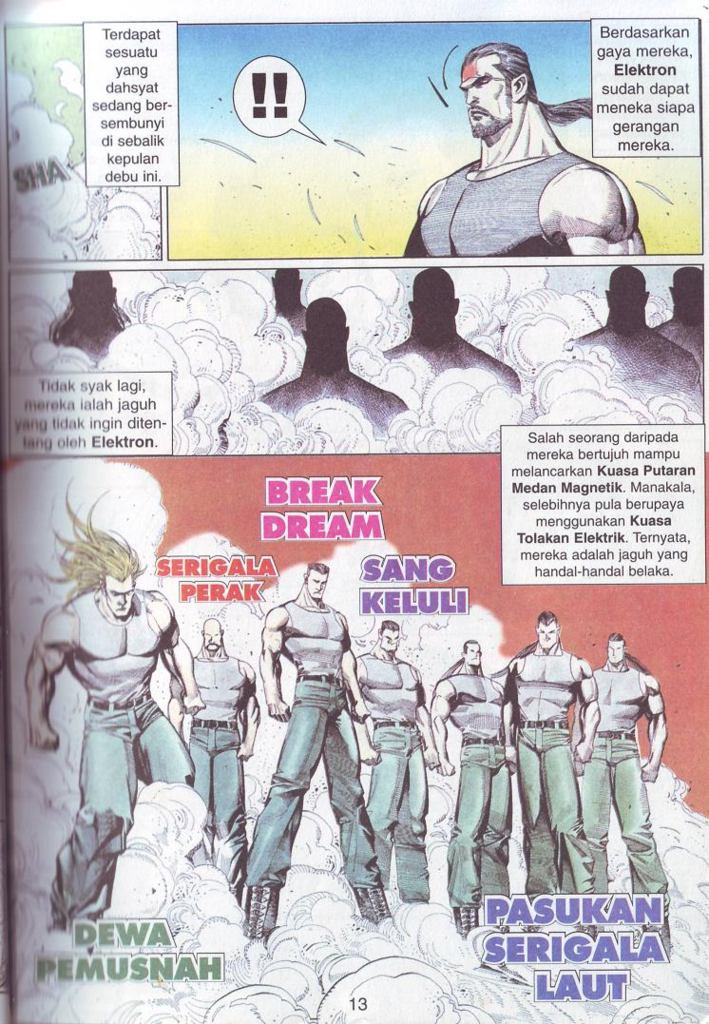 Terdapat
sesuatu
yang
dahsyat
sedang ber-
sembunyi
di sebalik
kepulan
debu ini.
SHA
!!
Berdasarkan
gaya mereka,
Elektron
sudah dapat
meneka siapa
gerangan
mereka.
Tidak syak lagi,
mereka ialah jaguh
yang tidak ingin diten-
tang oleh Elektron.
Salah seorang daripada
mereka bertujuh mampu
melancarkan Kuasa Putaran
Medan Magnetik. Manakala,
selebihnya pula berupaya
menggunakan Kuasa
Tolakan Elektrik. Ternyata,
mereka adalah jaguh yang
handal-handal belaka.
BREAK
DREAM
SERIGALA
PERAK
SANG
KELULI
DEWA
PEMUSNAH
PASUKAN
SERIGALA
LAUT
13